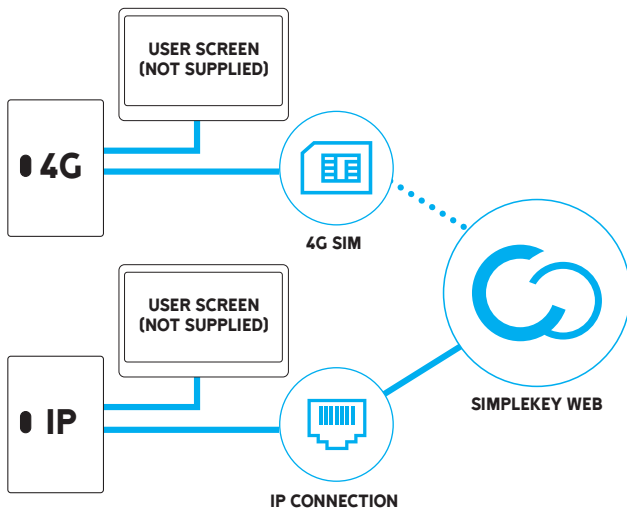 USER SCREEN
(NOT SUPPLIED)
4G
4G SIM
USER SCREEN
(NOT SUPPLIED)
SIMPLEKEY WEB
IP
IP CONNECTION